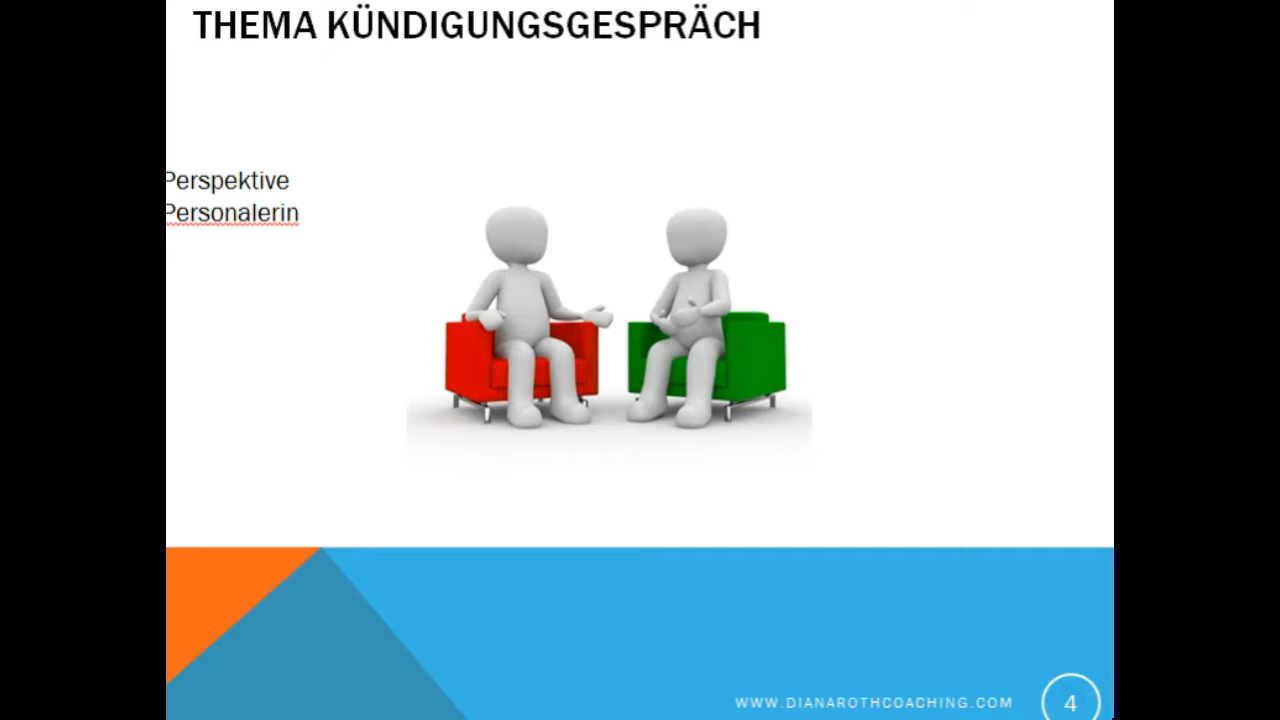 THEMA KÜNDIGUNGSGESPRÄCH
Perspektive
Personalerin
WWW.DIANAROTHCOACHING.COM
4